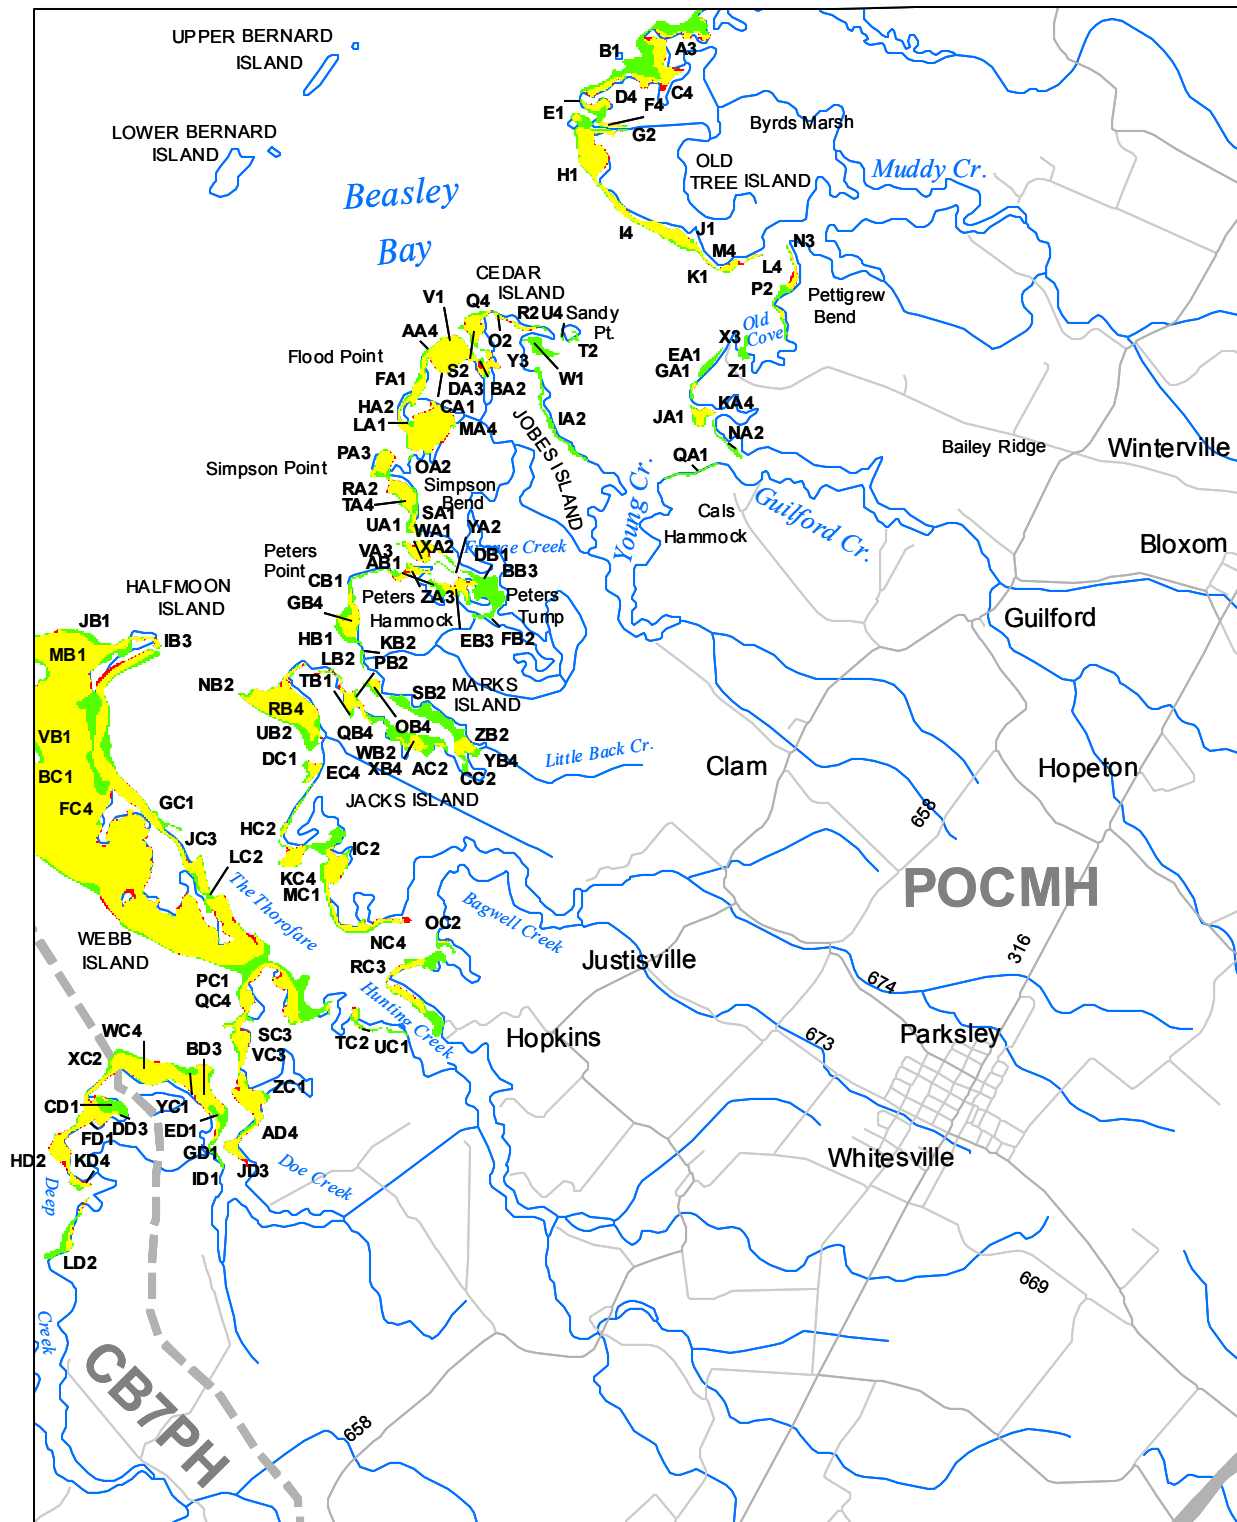 UPPER BERNARD
ISLAND
B1
A3
D4
F4
C4
E1
G2
Byrds Marsh
LOWER BERNARD
ISLAND
OLD
TREE ISLAND
Muddy Cr.
H1
Beasley
Bay
I4
J1
M4
N3
K1
L4
P2
Pettigrew
Bend
CEDAR
ISLAND
V1
Q4
R2
U4
Sandy
Pt.
AA4
O2
T2
Old
Cove
X3
Flood Point
S2
Y3
EA1
GA1
Z1
W1
FA1
DA3
BA2
HA2
CA1
LA1
MA4
IA2
JA1
KA4
NA2
JOBES ISLAND
PA3
Simpson Point
OA2
QA1
Bailey Ridge
Winterville
RA2
TA4
Simpson
Bend
Young Cr.
Guilford Cr.
SA1
UA1
WA1
YA2
Cals
Hammock
VA3
XA2
France Creek
Bloxom
Peters
Point
AB1
DB1
BB3
HALFMOON
ISLAND
CB1
GB4
Peters
Hammock
ZA3
Peters
Tump
Guilford
JB1
IB3
HB1
KB2
EB3
FB2
MB1
LB2
PB2
NB2
TB1
SB2
MARKS
ISLAND
RB4
VB1
UB2
QB4
OB4
ZB2
WB2
YB4
Little Back Cr.
DC1
XB4
AC2
BC1
EC4
CC2
Clam
Hopeton
JACKS ISLAND
FC4
GC1
658
HC2
JC3
IC2
LC2
KC4
MC1
POCMH
The Thorofare
Bagwell Creek
OC2
WEBB
ISLAND
NC4
316
RC3
Justisville
PC1
QC4
Hunting Creek
674
WC4
SC3
TC2
UC1
Hopkins
673
Parksley
XC2
BD3
VC3
ZC1
CD1
YC1
DD3
ED1
FD1
AD4
HD2
KD4
GD1
JD3
ID1
Whitesville
Doe Creek
Deep
LD2
669
Creek
CB7PH
658